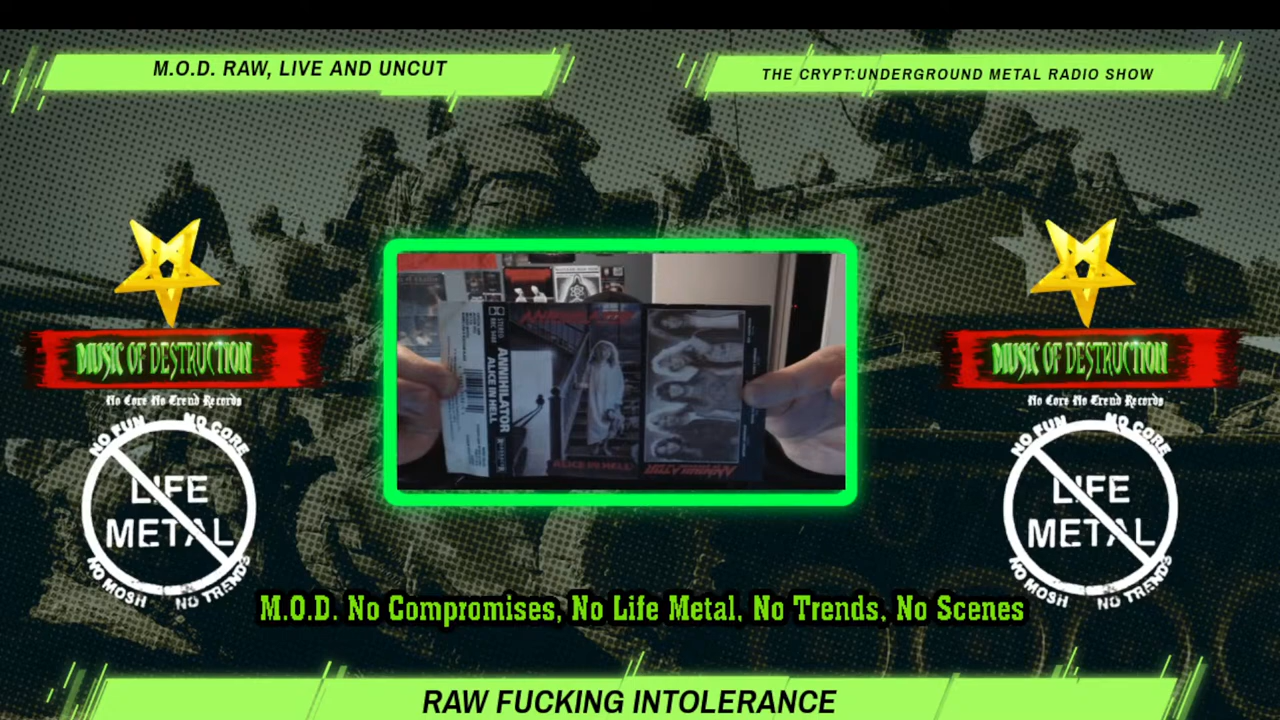 M.O.D. RAW, LIVE AND UNCUT
THE CRYPT:UNDERGROUND METAL RADIO SHOW
MUSIC OF DESTRUCTION
No Core No Trend Records
NO FUN NO CORE
LIFE
METAL
NO MOSH NO TRENDS
STEREO
ANNIHILATOR
ALICE IN HELL
ANNIHILATOR
ALICE IN HELL
ANNIHILATOR
MUSIC OF DESTRUCTION
No Core No Trend Records
NO FUN NO CORE
LIFE
METAL
NO MOSH NO TRENDS
M.O.D. No Compromises, No Life Metal, No Trends, No Scenes
RAW FUCKING INTOLERANCE